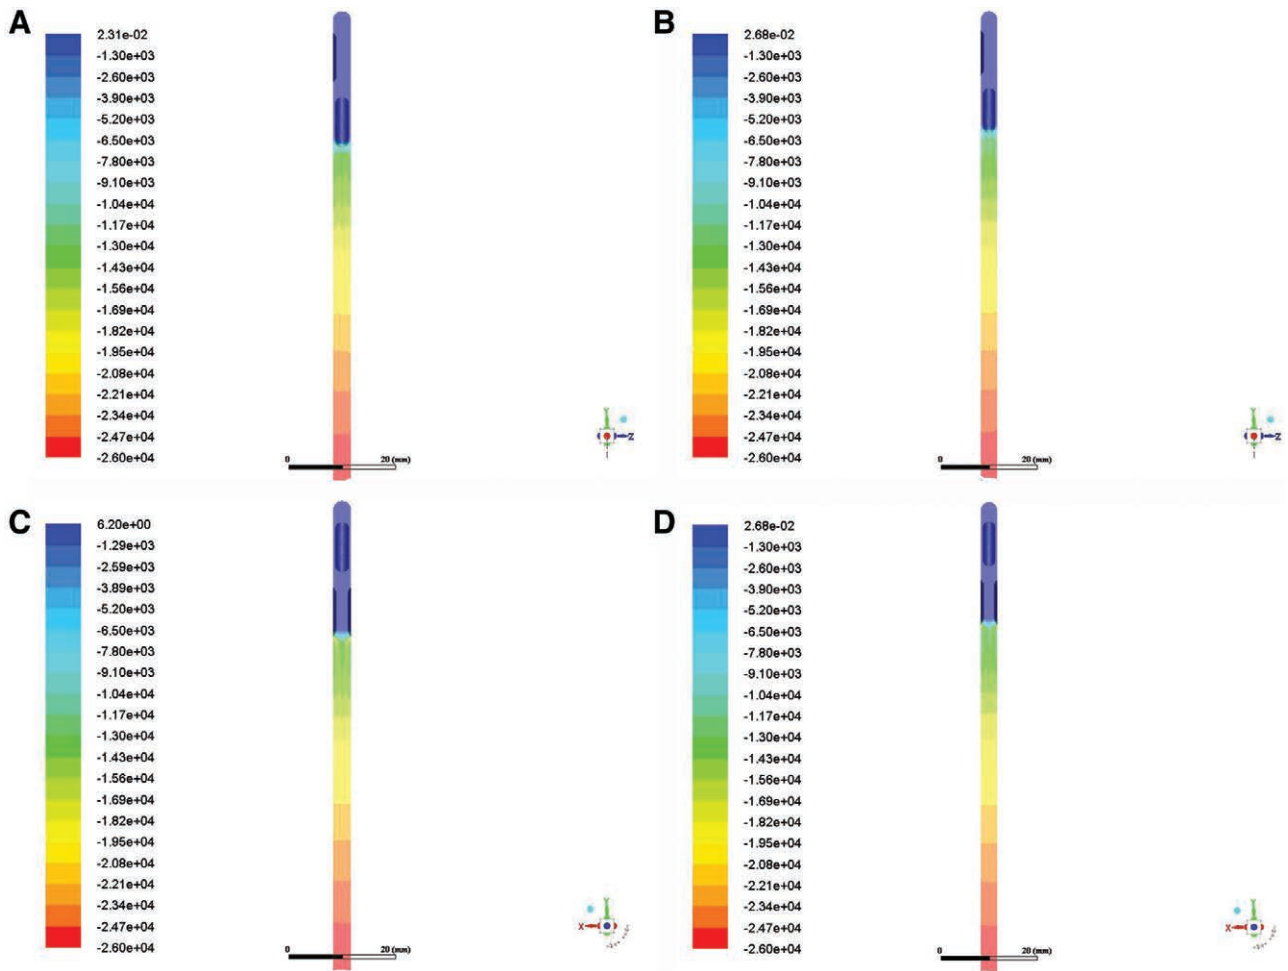 A
2.31e-02
-1.30e+03
-2.60e+03
-3.90e+03
-5.20e+03
-6.50e+03
-7.80e+03
-9.10e+03
-1.04e+04
-1.17e+04
-1.30e+04
-1.43e+04
-1.56e+04
-1.69e+04
-1.82e+04
-1.95e+04
-2.08e+04
-2.21e+04
-2.34e+04
-2.47e+04
-2.60e+04
0 20 (mm)
Y
Z
B
2.68e-02
-1.30e+03
-2.60e+03
-3.90e+03
-5.20e+03
-6.50e+03
-7.80e+03
-9.10e+03
-1.04e+04
-1.17e+04
-1.30e+04
-1.43e+04
-1.56e+04
-1.69e+04
-1.82e+04
-1.95e+04
-2.08e+04
-2.21e+04
-2.34e+04
-2.47e+04
-2.60e+04
0 20 (mm)
Y
Z
C
6.20e+00
-1.29e+03
-2.59e+03
-3.89e+03
-5.20e+03
-6.50e+03
-7.80e+03
-9.10e+03
-1.04e+04
-1.17e+04
-1.30e+04
-1.43e+04
-1.56e+04
-1.69e+04
-1.82e+04
-1.95e+04
-2.08e+04
-2.21e+04
-2.34e+04
-2.47e+04
-2.60e+04
0 20 (mm)
Y
X
D
2.68e-02
-1.30e+03
-2.60e+03
-3.90e+03
-5.20e+03
-6.50e+03
-7.80e+03
-9.10e+03
-1.04e+04
-1.17e+04
-1.30e+04
-1.43e+04
-1.56e+04
-1.69e+04
-1.82e+04
-1.95e+04
-2.08e+04
-2.21e+04
-2.34e+04
-2.47e+04
-2.60e+04
0 20 (mm)
Y
X